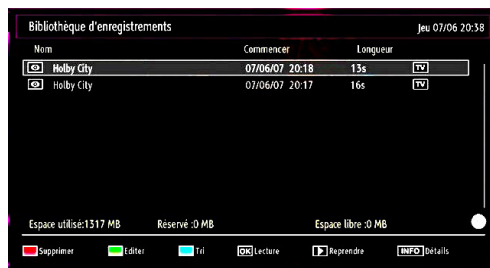 Bibliothèque d'enregistrements Jeu 07/06 20:38
Nom Commencer Longueur
Holby City 07/06/07 20:18 13s TV
Holby City 07/06/07 20:17 16s TV
Espace utilisé:1317 MB Réservé :0 MB Espace libre :0 MB
Supprimer Editer Tri OK Lecture Reprendre INFO Détails